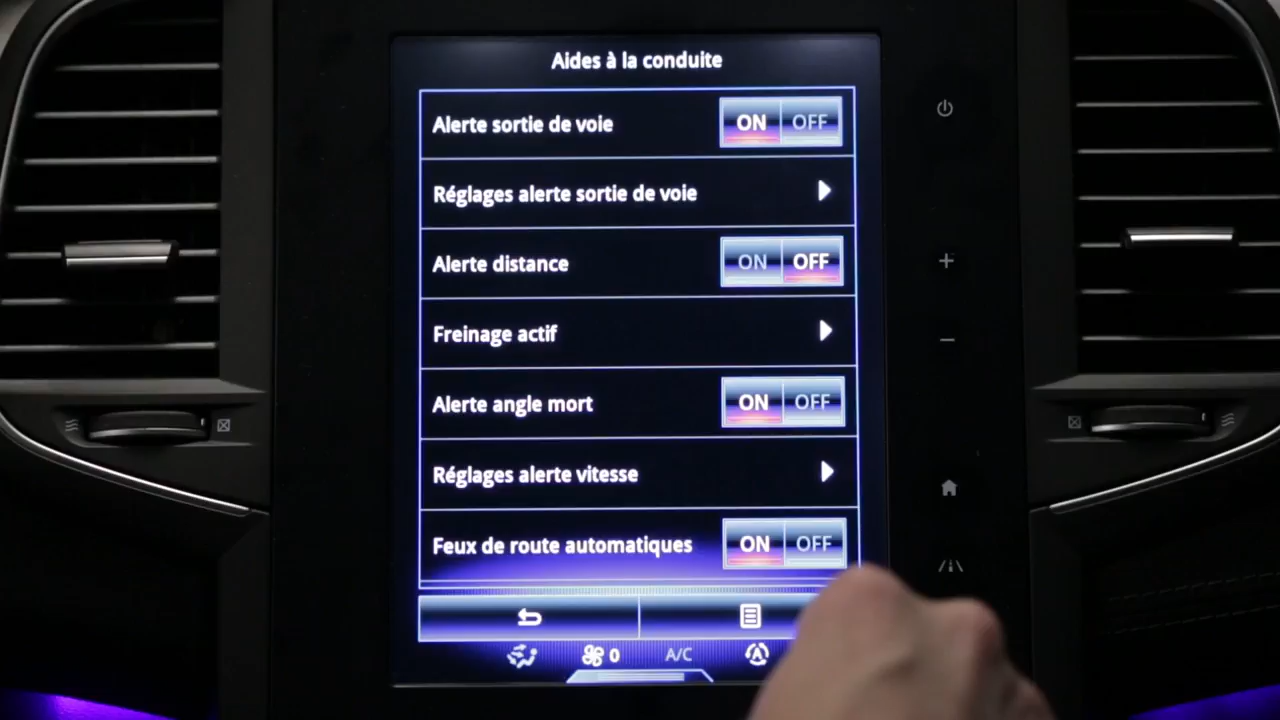 Aides à la conduite
Alerte sortie de voie ON OFF
Réglages alerte sortie de voie
Alerte distance ON OFF
Freinage actif
Alerte angle mort ON OFF
Réglages alerte vitesse
Feux de route automatiques ON OFF
0 A/C